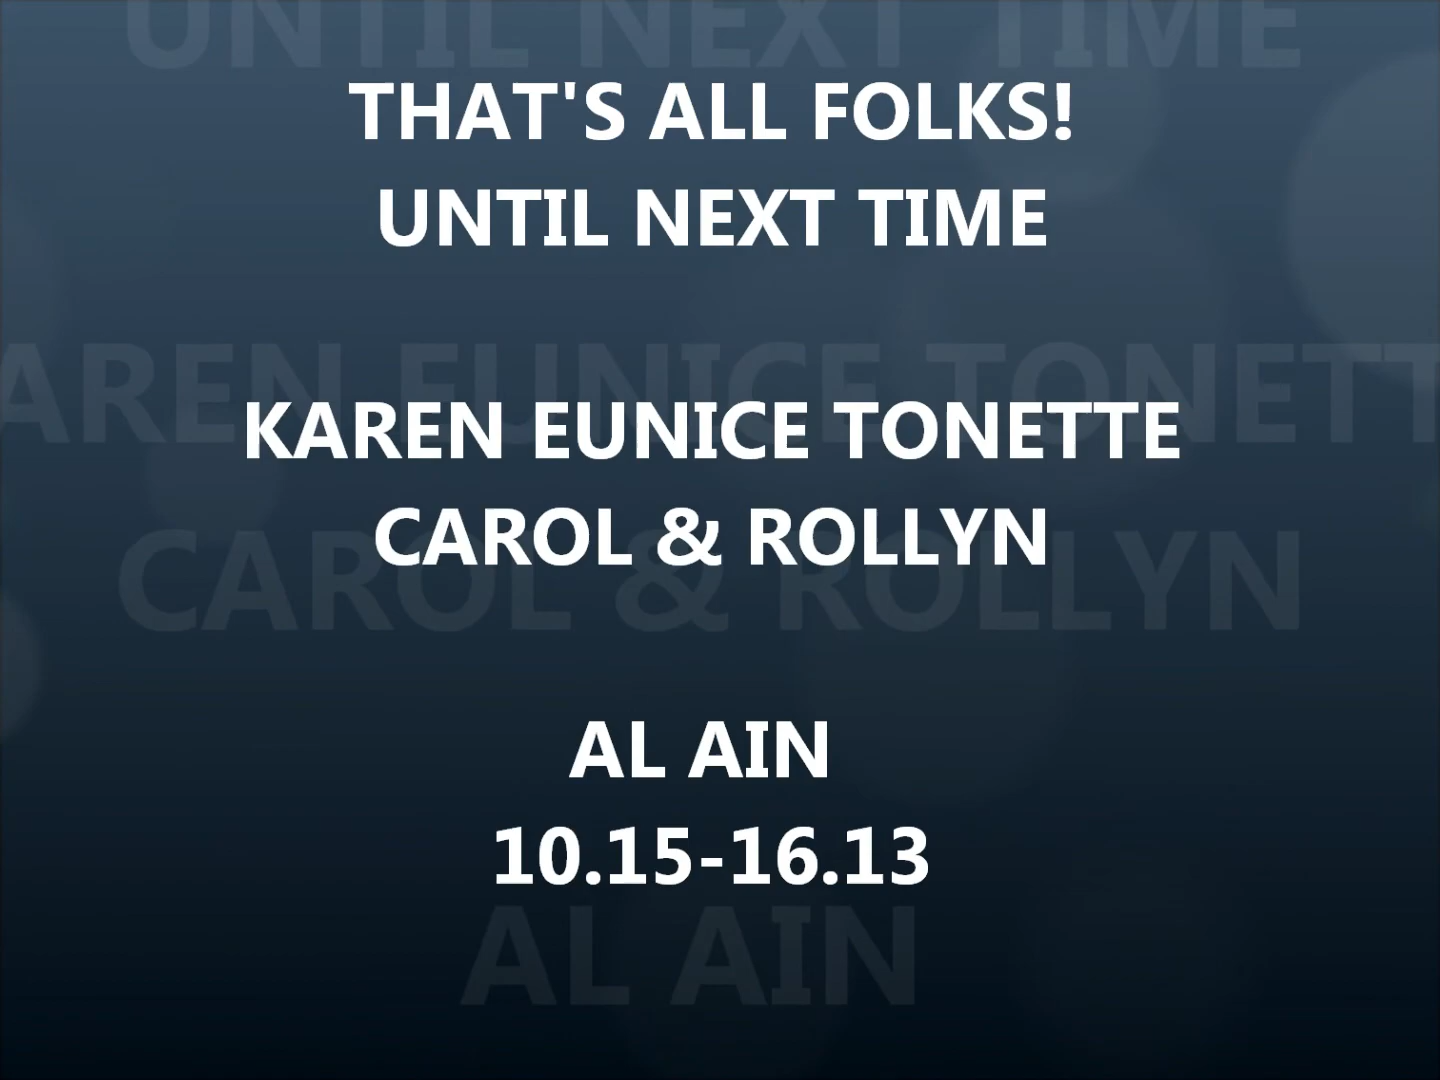 THAT'S ALL FOLKS!
UNTIL NEXT TIME
KAREN EUNICE TONETTE
CAROL & ROLLYN
AL AIN
10.15-16.13